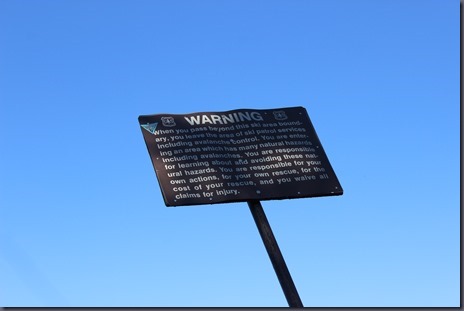 WARNING
When you pass beyond this ski area bound-
ary, you leave the area of ski patrol services
including avalanche control. You are enter-
ing an area which has many natural hazards
including avalanches. You are responsible
for learning about and avoiding these nat-
ural hazards. You are responsible for your
own actions, for your own rescue, for the
cost of your rescue, and you waive all
claims for injury.